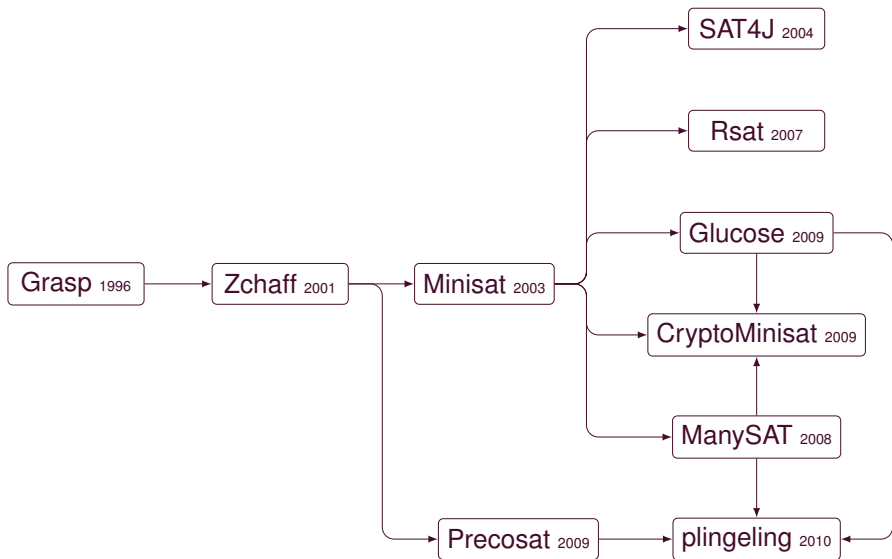 SAT4J 2004
Rsat 2007
Glucose 2009
Grasp 1996
Zchaff 2001
Minisat 2003
CryptoMinisat 2009
ManySAT 2008
Precosat 2009
plingeling 2010